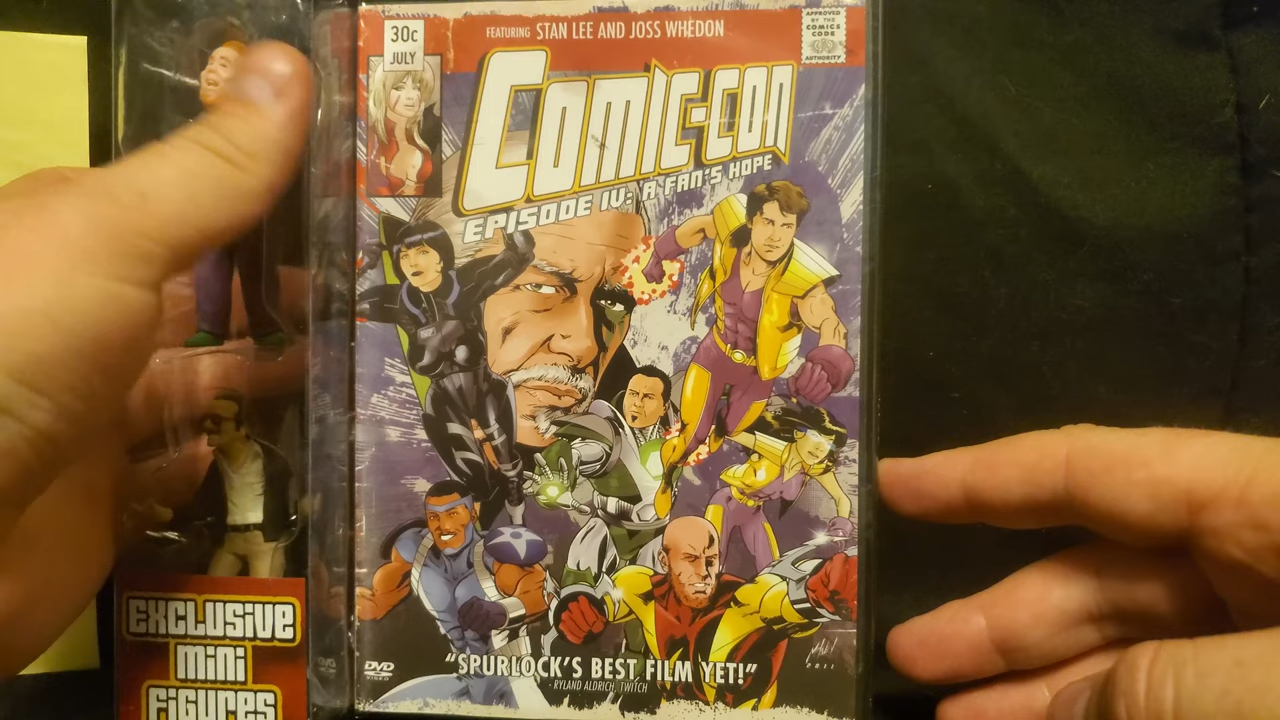 30c
JULY
FEATURING STAN LEE AND JOSS WHEDON
APPROVED
BY THE
COMICS
CODE
AUTHORITY
COMIC-CON
EPISODE IV: A FAN'S HOPE
EXCLUSIVE
MINI
FIGURES
DVD
VIDEO
"SPURLOCK'S BEST FILM YET!"
- RYLAND ALDRICH, TWITCH
2011